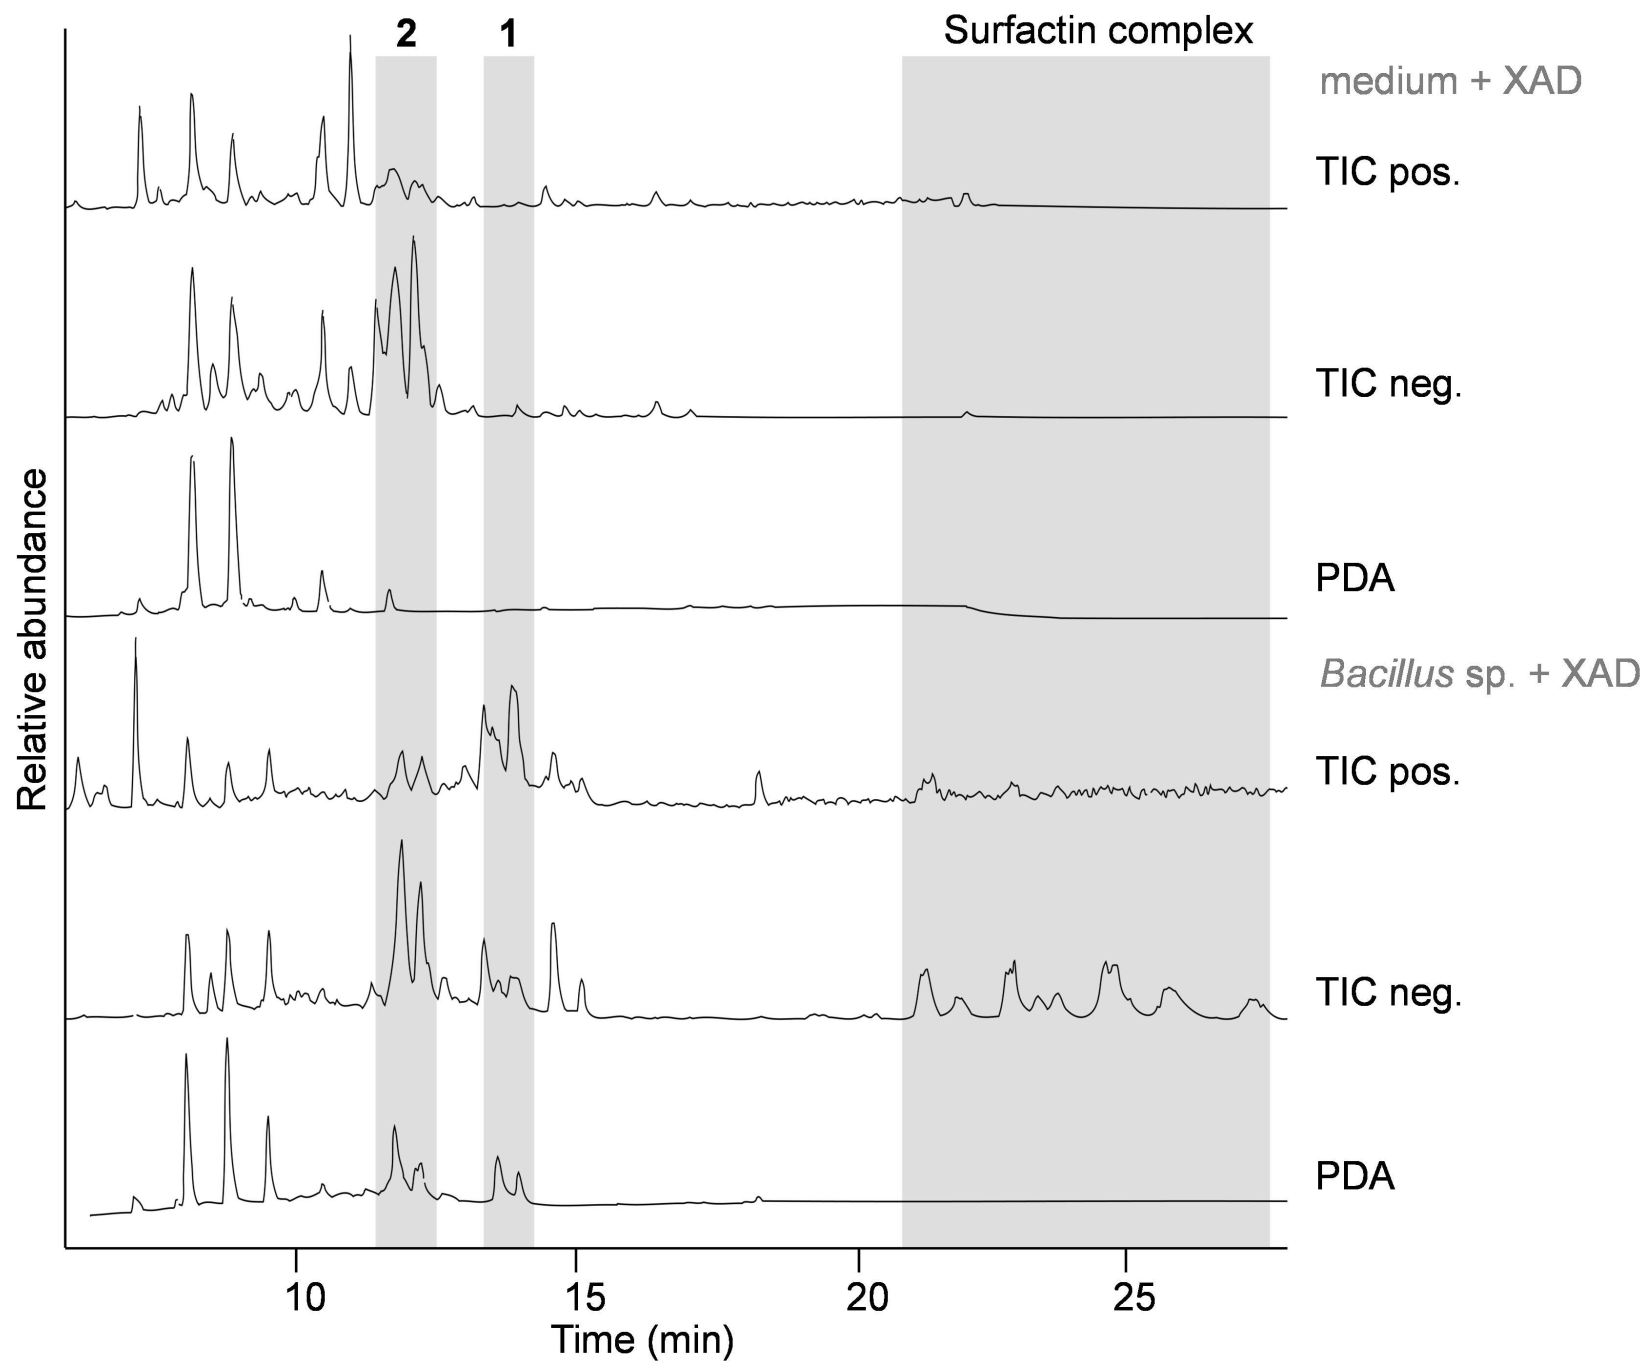 2
1
Surfactin complex
medium + XAD
TIC pos.
TIC neg.
PDA
Bacillus sp. + XAD
TIC pos.
TIC neg.
PDA
Relative abundance
10
15
20
25
Time (min)